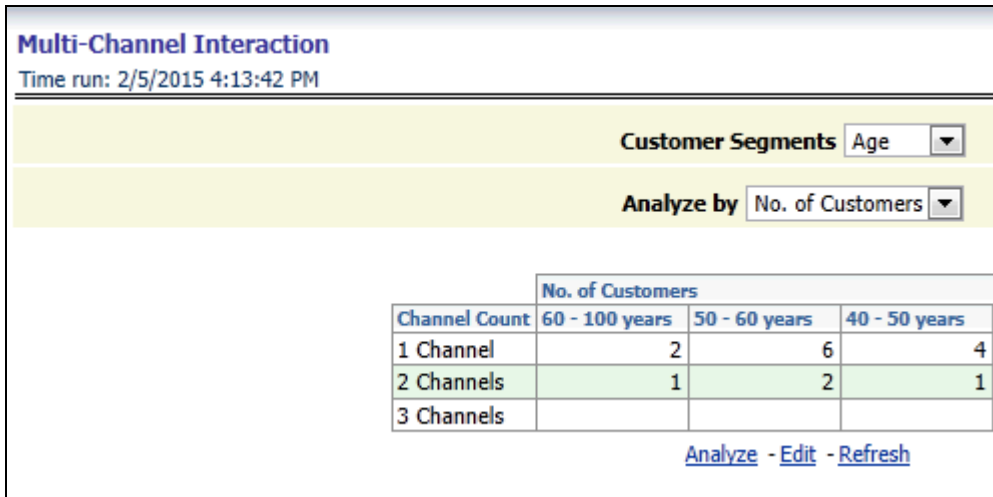 Multi-Channel Interaction
Time run: 2/5/2015 4:13:42 PM
Customer Segments Age
Analyze by No. of Customers
No. of Customers
Channel Count 60 - 100 years 50 - 60 years 40 - 50 years
1 Channel 2 6 4
2 Channels 1 2 1
3 Channels
Analyze - Edit - Refresh